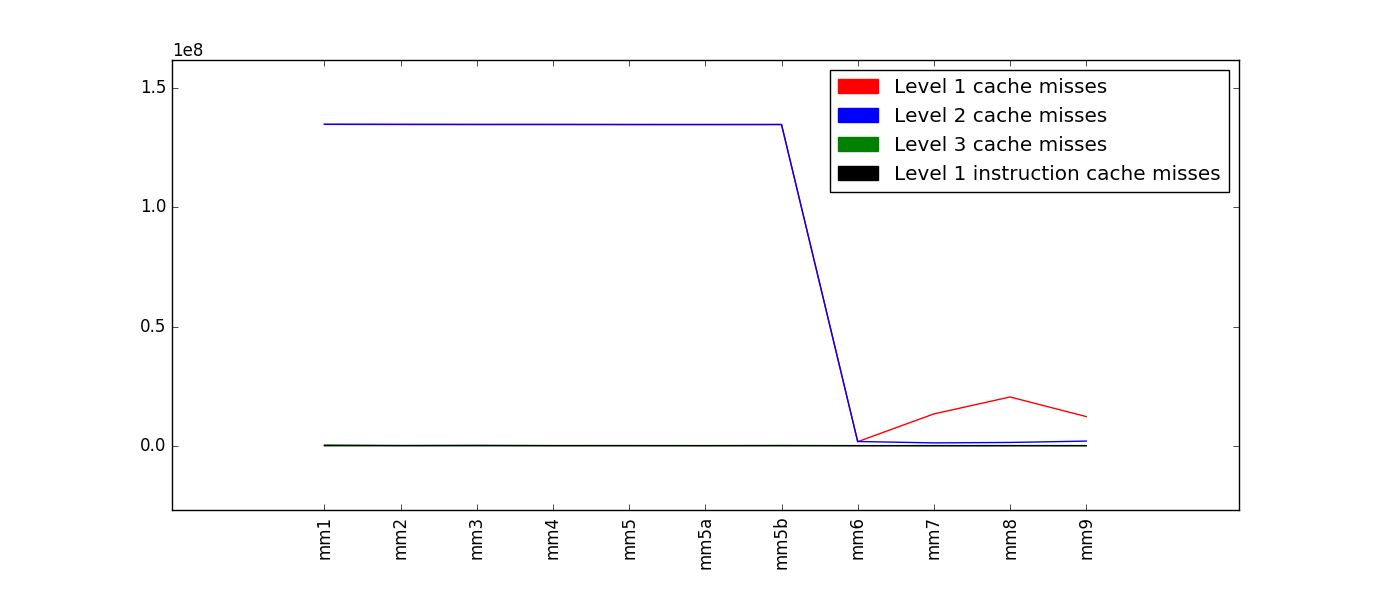 1e8
1.5
1.0
0.5
0.0
Level 1 cache misses
Level 2 cache misses
Level 3 cache misses
Level 1 instruction cache misses
mm1
mm2
mm3
mm4
mm5
mm5a
mm5b
mm6
mm7
mm8
mm9